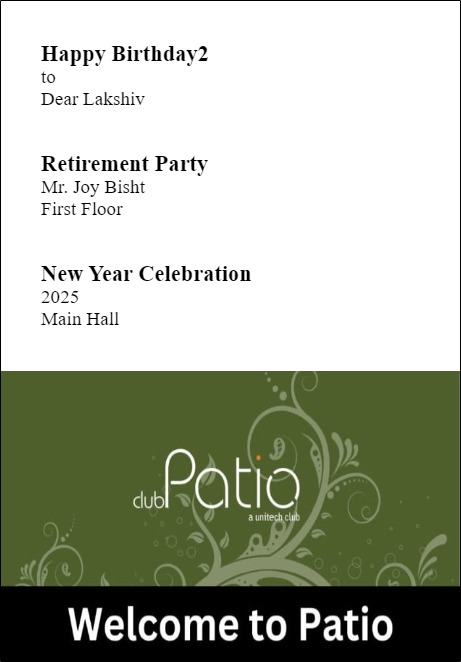 Happy Birthday2
to
Dear Lakshiv
Retirement Party
Mr. Joy Bisht
First Floor
New Year Celebration
2025
Main Hall
club Patio
a unitech club
Welcome to Patio